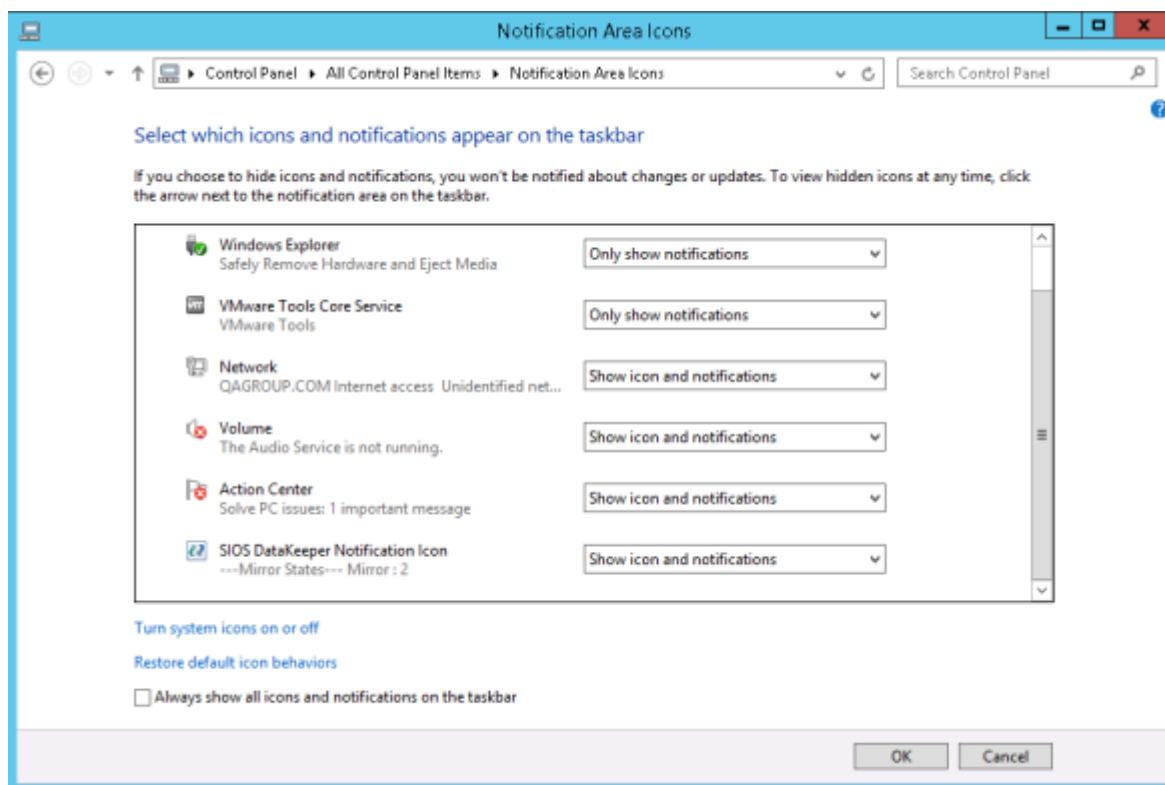 Notification Area Icons
Control Panel All Control Panel Items Notification Area Icons
Search Control Panel
Select which icons and notifications appear on the taskbar
If you choose to hide icons and notifications, you won't be notified about changes or updates. To view hidden icons at any time, click
the arrow next to the notification area on the taskbar.
Windows Explorer
Safely Remove Hardware and Eject Media
Only show notifications
VMware Tools Core Service
VMware Tools
Only show notifications
Network
QAGROUP.COM Internet access Unidentified net...
Show icon and notifications
Volume
The Audio Service is not running.
Show icon and notifications
Action Center
Solve PC issues: 1 important message
Show icon and notifications
SIOS DataKeeper Notification Icon
---Mirror States--- Mirror : 2
Show icon and notifications
Turn system icons on or off
Restore default icon behaviors
Always show all icons and notifications on the taskbar
OK
Cancel